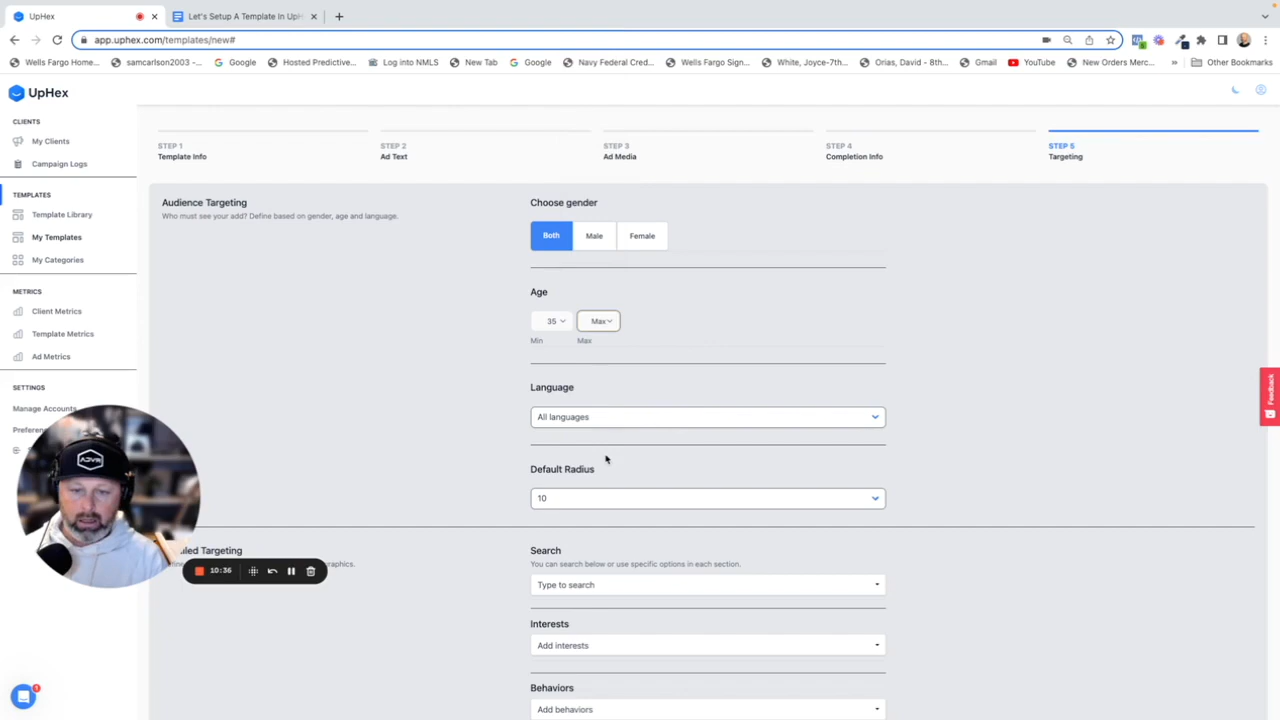 UpHex
Let's Setup A Template In UpH
app.uphex.com/templates/new#
Wells Fargo Home...
samcarlson2003 –...
Google
Hosted Predictive...
Log into NMLS
New Tab
Google
Navy Federal Cred...
Wells Fargo Sign...
White, Joyce-7th...
Orias, David - 8th...
Gmail
YouTube
New Orders Merc...
»
Other Bookmarks
UpHex
CLIENTS
My Clients
Campaign Logs
TEMPLATES
Template Library
My Templates
My Categories
METRICS
Client Metrics
Template Metrics
Ad Metrics
SETTINGS
Manage Accounts
Preferen
STEP 1
Template Info
STEP 2
Ad Text
STEP 3
Ad Media
STEP 4
Completion Info
STEP 5
Targeting
Audience Targeting
Who must see your add? Define based on gender, age and language.
Choose gender
Both
Male
Female
Age
35
Max
Min
Max
Language
All languages
Default Radius
10
iled Targeting
graphics.
Search
You can search below or use specific options in each section.
Type to search
Interests
Add interests
Behaviors
Add behaviors
10:36
Feedback
ADVR
1